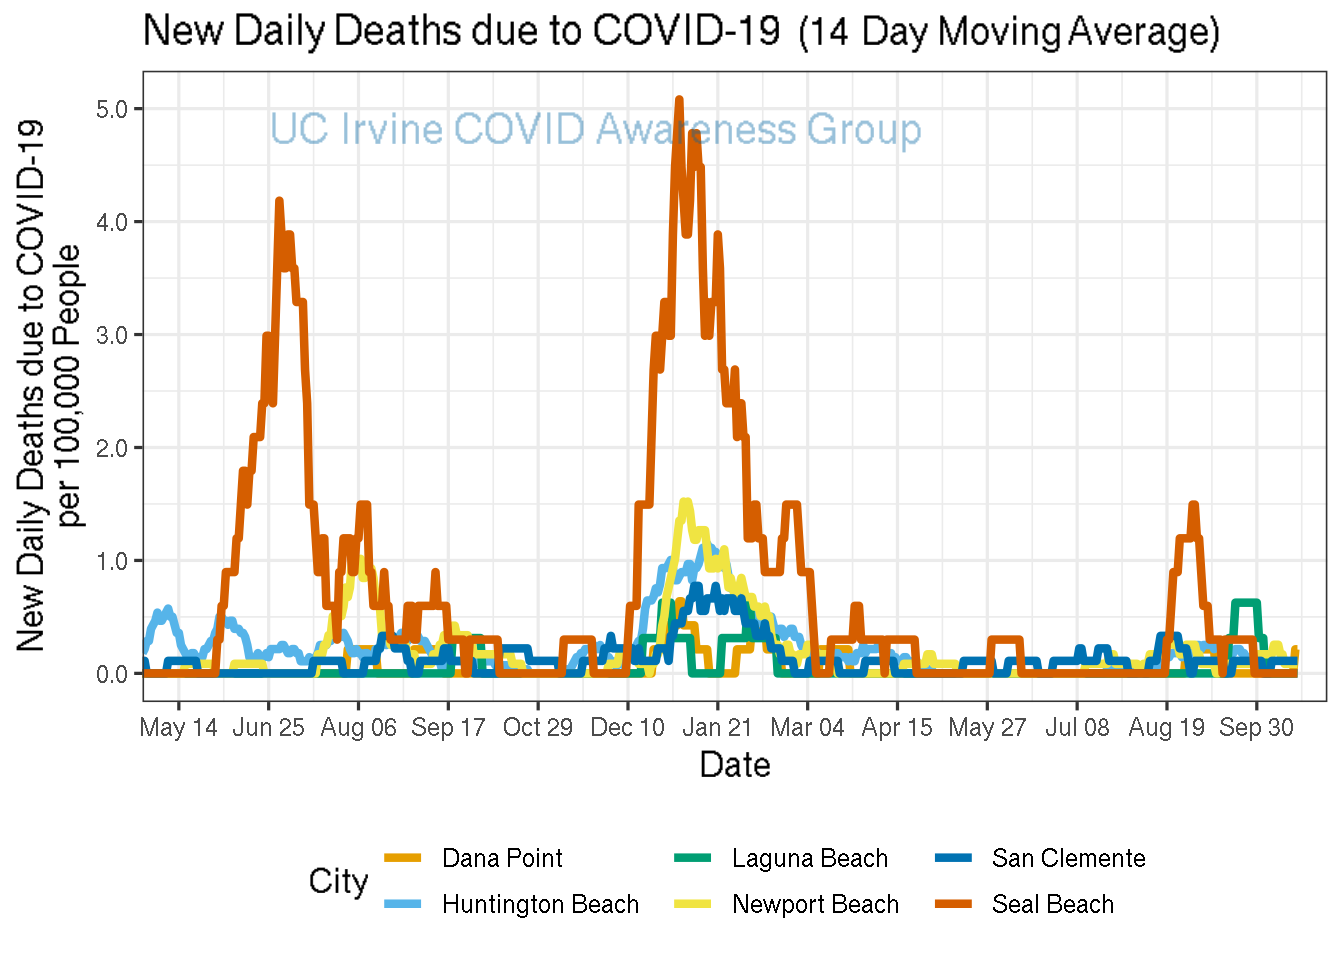 New Daily Deaths due to COVID-19 (14 Day Moving Average)
UC Irvine COVID Awareness Group
New Daily Deaths due to COVID-19
per 100,000 People
5.0
4.0
3.0
2.0
1.0
0.0
May 14 Jun 25 Aug 06 Sep 17 Oct 29 Dec 10 Jan 21 Mar 04 Apr 15 May 27 Jul 08 Aug 19 Sep 30
Date
City
Dana Point Laguna Beach San Clemente
Huntington Beach Newport Beach Seal Beach